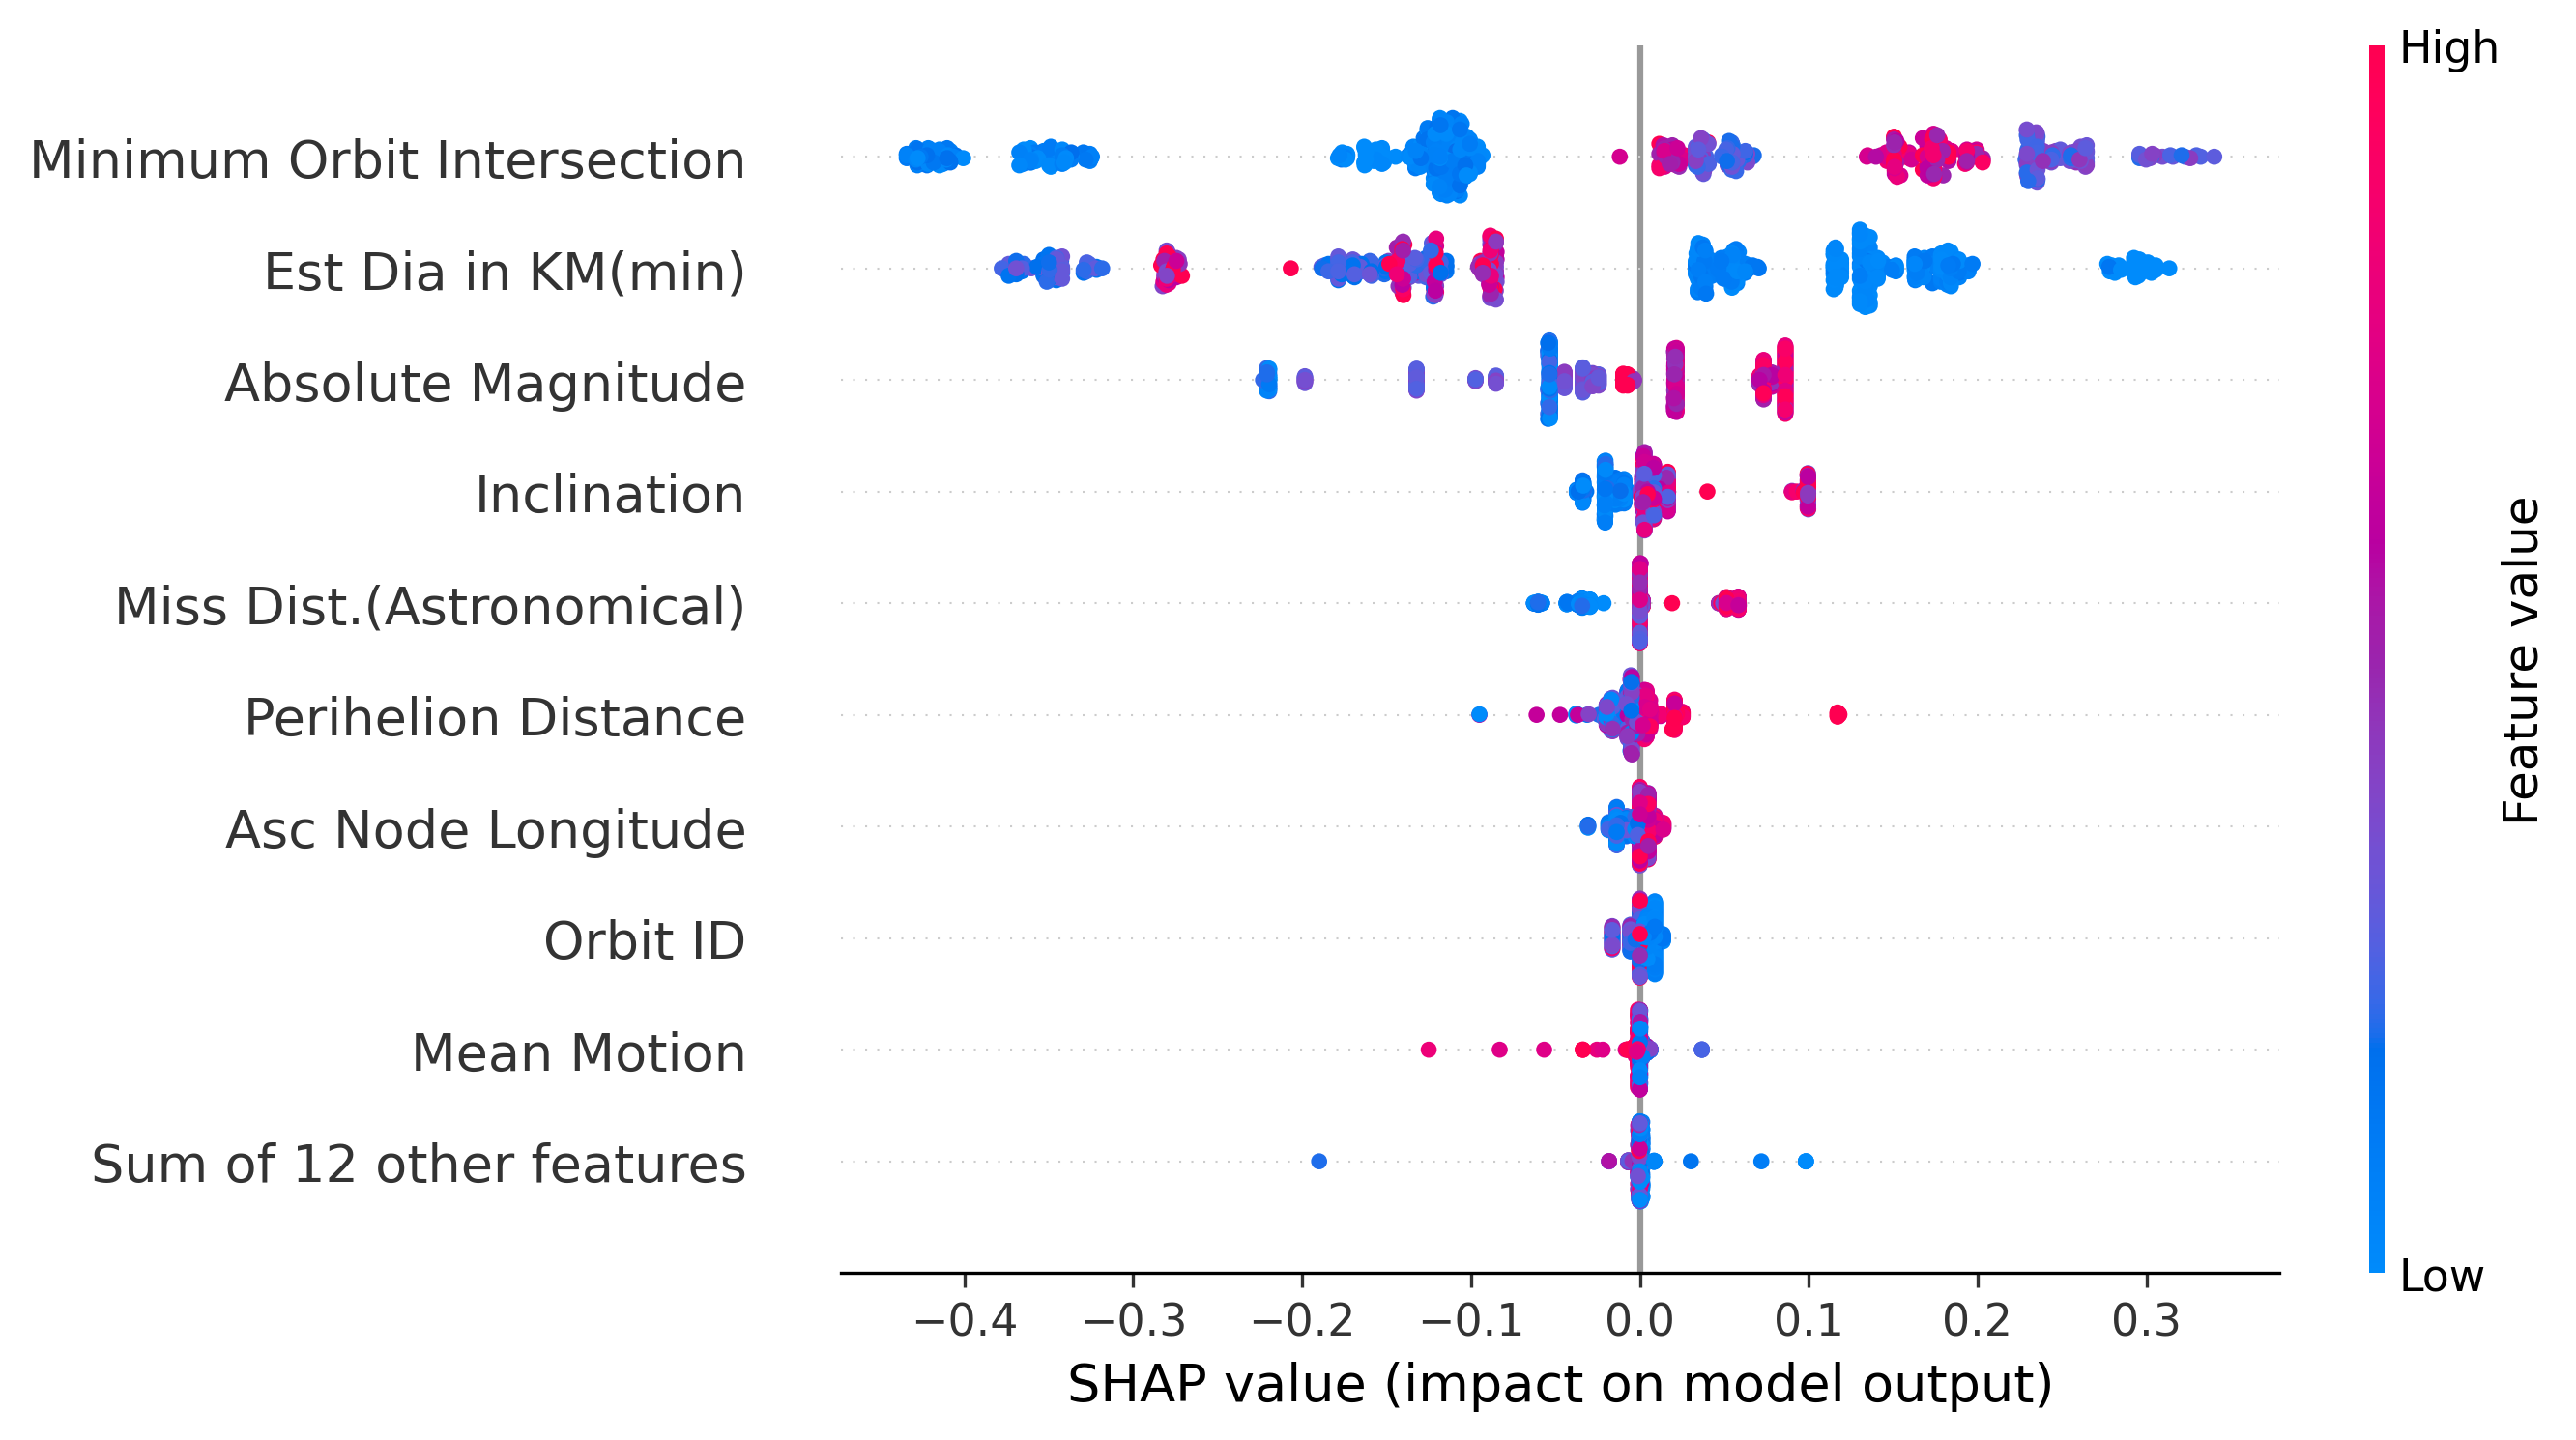 High
Minimum Orbit Intersection
Est Dia in KM(min)
Absolute Magnitude
Inclination
Miss Dist.(Astronomical)
Perihelion Distance
Asc Node Longitude
Orbit ID
Mean Motion
Sum of 12 other features
Feature value
Low
−0.4 −0.3 −0.2 −0.1 0.0 0.1 0.2 0.3
SHAP value (impact on model output)